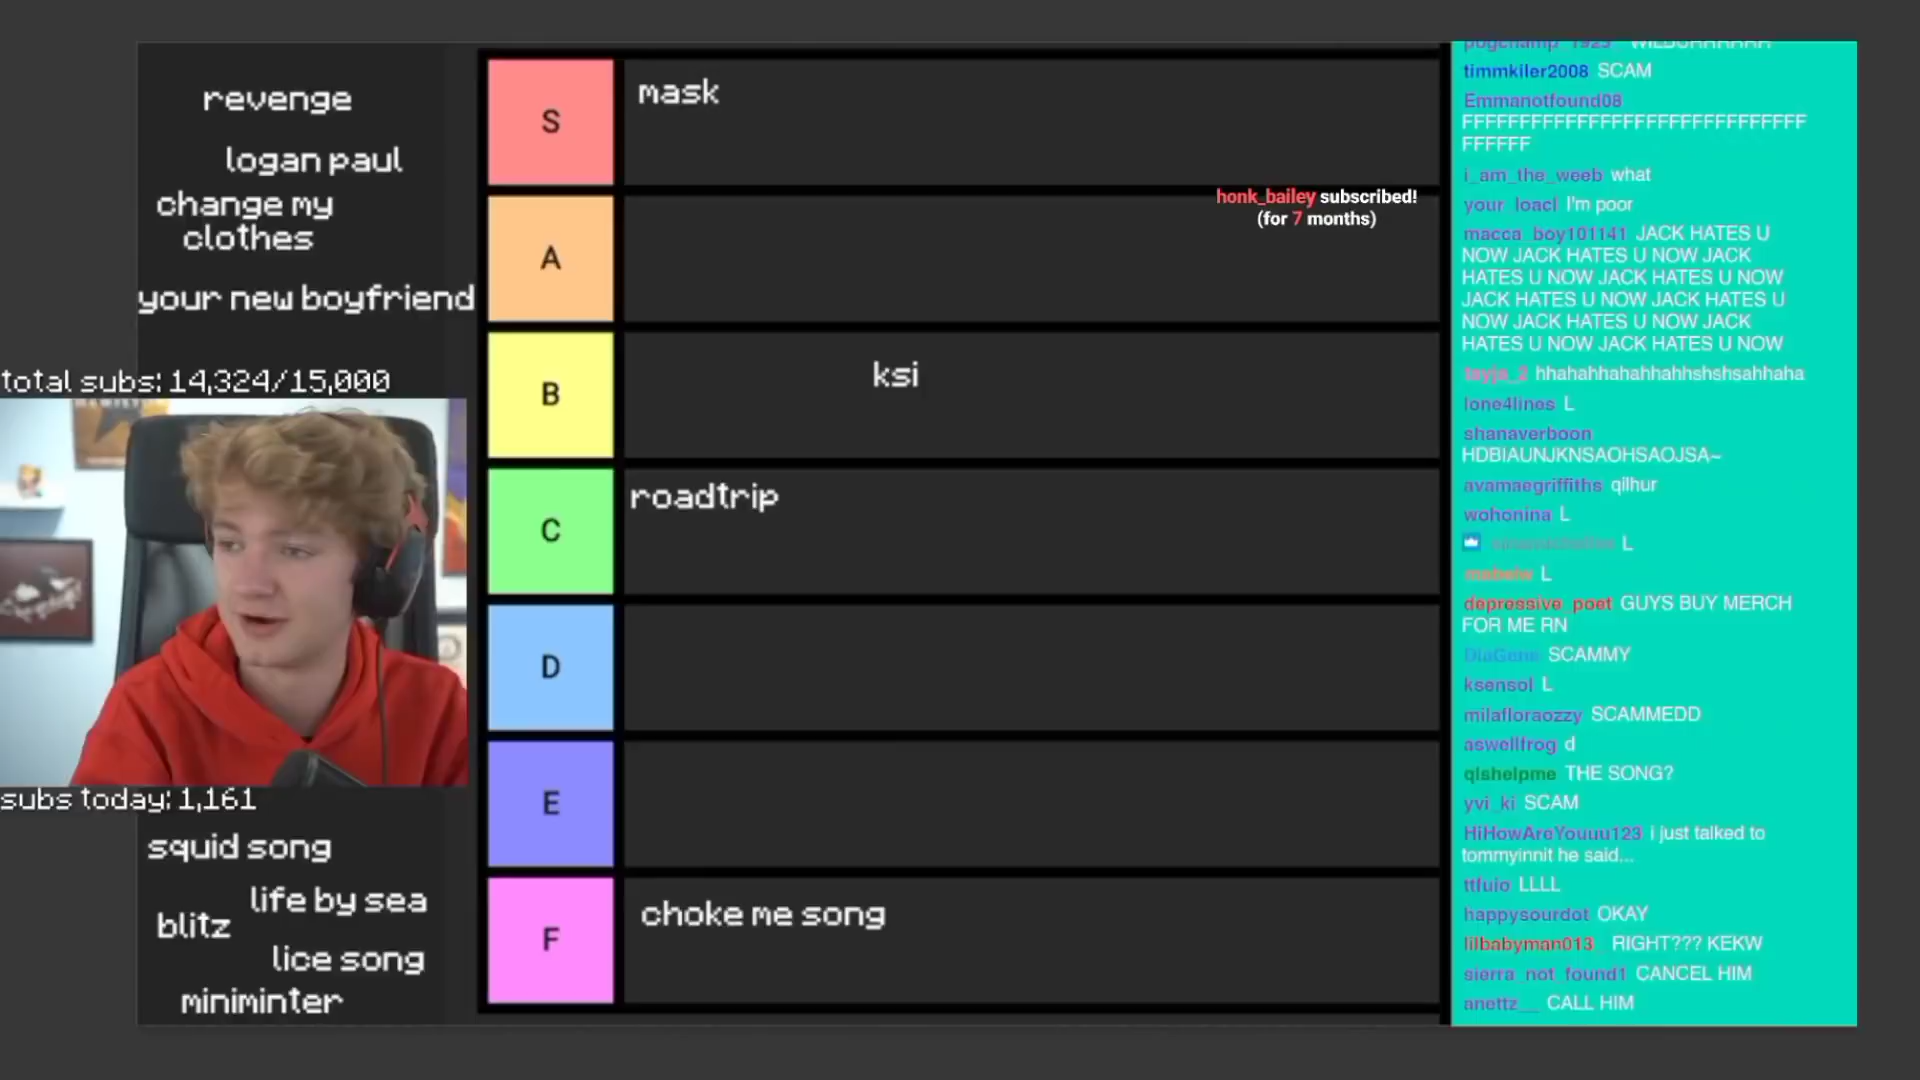 revenge
logan paul
change my
clothes
your new boyfriend
total subs: 14,324/15,000
subs today: 1,161
squid song
life by sea
blitz
lice song
miniminter
S
mask
honk_bailey subscribed!
(for 7 months)
A
B
ksi
C
roadtrip
D
E
F
choke me song
timmkiler2008 SCAM
Emmanotfound08
FFFFFFFFFFFFFFFFFFFFFFFFFFFFFF
FFFFFF
i_am_the_weeb what
your_loacl I'm poor
macca_boy101141 JACK HATES U
NOW JACK HATES U NOW JACK
HATES U NOW JACK HATES U NOW
JACK HATES U NOW JACK HATES U
NOW JACK HATES U NOW JACK
HATES U NOW JACK HATES U NOW
hhahahhahahhahhshshsahhaha
lone4lines L
shanaverboon
HDBIAUNJKNSAOHSAOJSA~
avamaegriffiths qilhur
wohonina L
L
L
depressive_poet GUYS BUY MERCH
FOR ME RN
SCAMMY
ksensol L
milafloraozzy SCAMMEDD
aswellfrog d
qlshelpme THE SONG?
yvi_ki SCAM
HiHowAreYouuu123 i just talked to
tommyinnit he said...
ttfuio LLLL
happysourdot OKAY
lilbabyman013 RIGHT??? KEKW
sierra_not_found1 CANCEL HIM
anettz__ CALL HIM